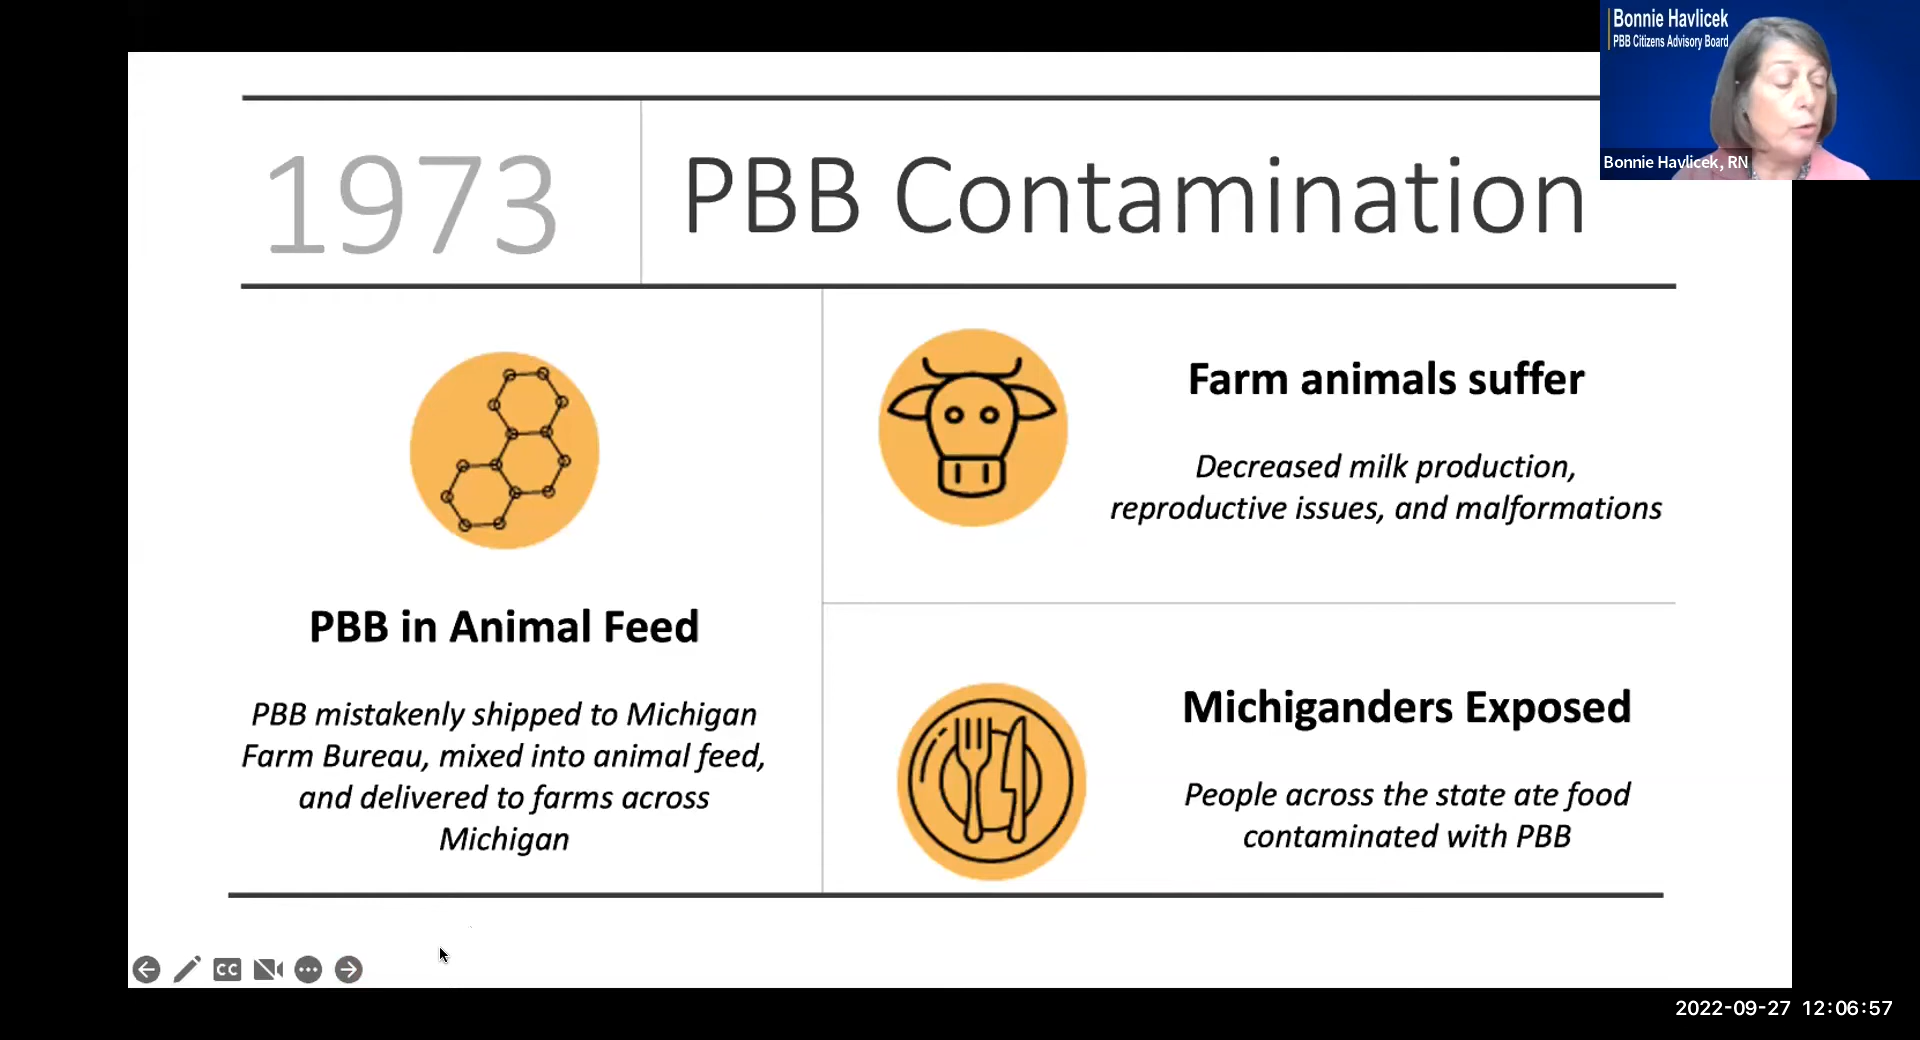 Bonnie Havlicek
PBB Citizens Advisory Board
Bonnie Havlicek, RN
1973
PBB Contamination
PBB in Animal Feed
PBB mistakenly shipped to Michigan
Farm Bureau, mixed into animal feed,
and delivered to farms across
Michigan
Farm animals suffer
Decreased milk production,
reproductive issues, and malformations
Michiganders Exposed
People across the state ate food
contaminated with PBB
CC
2022-09-27 12:06:57